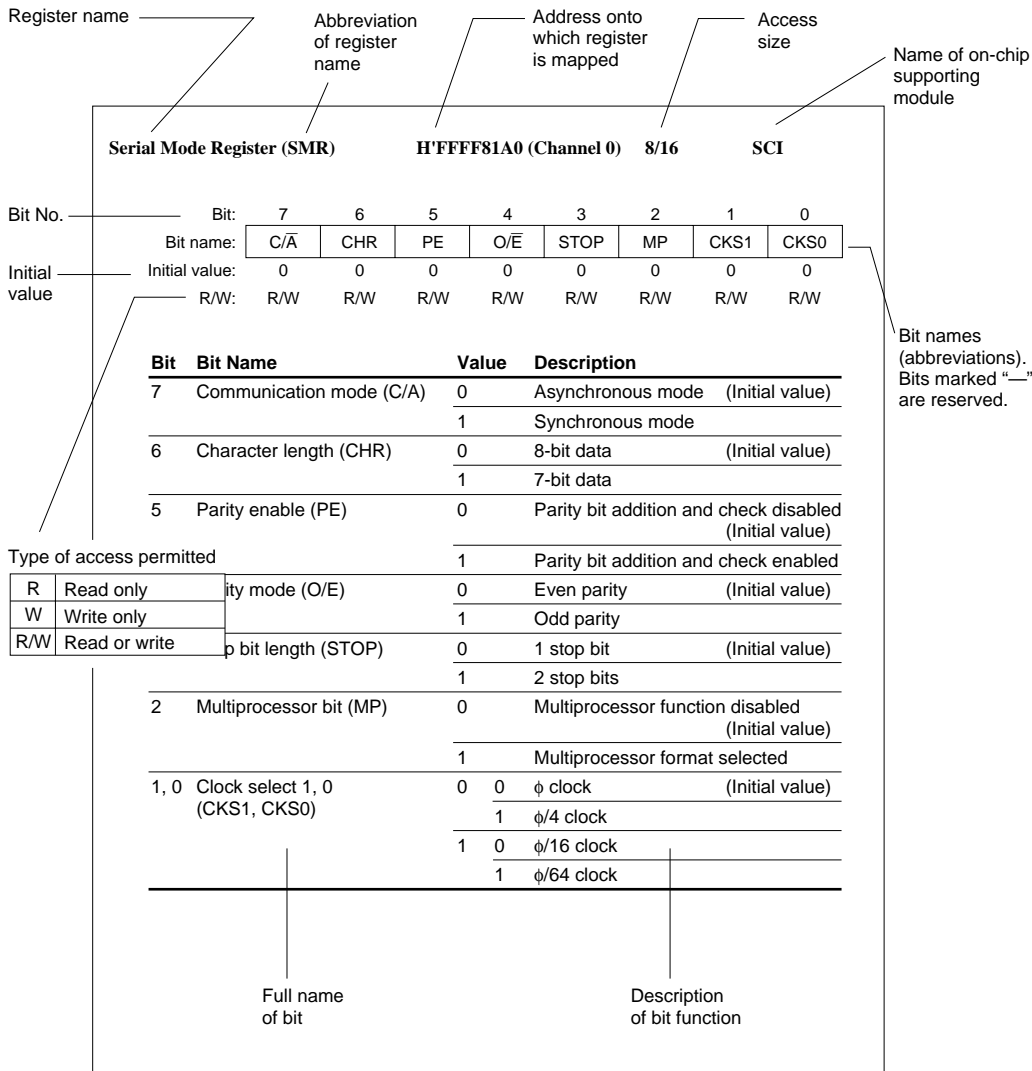 Register name
Abbreviation
of register
name
Address onto
which register
is mapped
Access
size
Name of on-chip
supporting
module
Serial Mode Register (SMR) H'FFFF81A0 (Channel 0) 8/16 SCI
Bit No.
Bit: 7 6 5 4 3 2 1 0
Bit name: C/A̅ CHR PE O/E̅ STOP MP CKS1 CKS0
Initial
value
Initial value: 0 0 0 0 0 0 0 0
R/W: R/W R/W R/W R/W R/W R/W R/W R/W
Bit names
(abbreviations).
Bits marked “—”
are reserved.
Bit Bit Name Value Description
7 Communication mode (C/A) 0 Asynchronous mode (Initial value)
1 Synchronous mode
6 Character length (CHR) 0 8-bit data (Initial value)
1 7-bit data
5 Parity enable (PE) 0 Parity bit addition and check disabled
(Initial value)
1 Parity bit addition and check enabled
Type of access permitted
R Read only
W Write only
R/W Read or write
ity mode (O/E) 0 Even parity (Initial value)
1 Odd parity
p bit length (STOP) 0 1 stop bit (Initial value)
1 2 stop bits
2 Multiprocessor bit (MP) 0 Multiprocessor function disabled
(Initial value)
1 Multiprocessor format selected
1, 0 Clock select 1, 0 0 0 ϕ clock (Initial value)
(CKS1, CKS0) 1 ϕ/4 clock
1 0 ϕ/16 clock
1 ϕ/64 clock
Full name
of bit
Description
of bit function